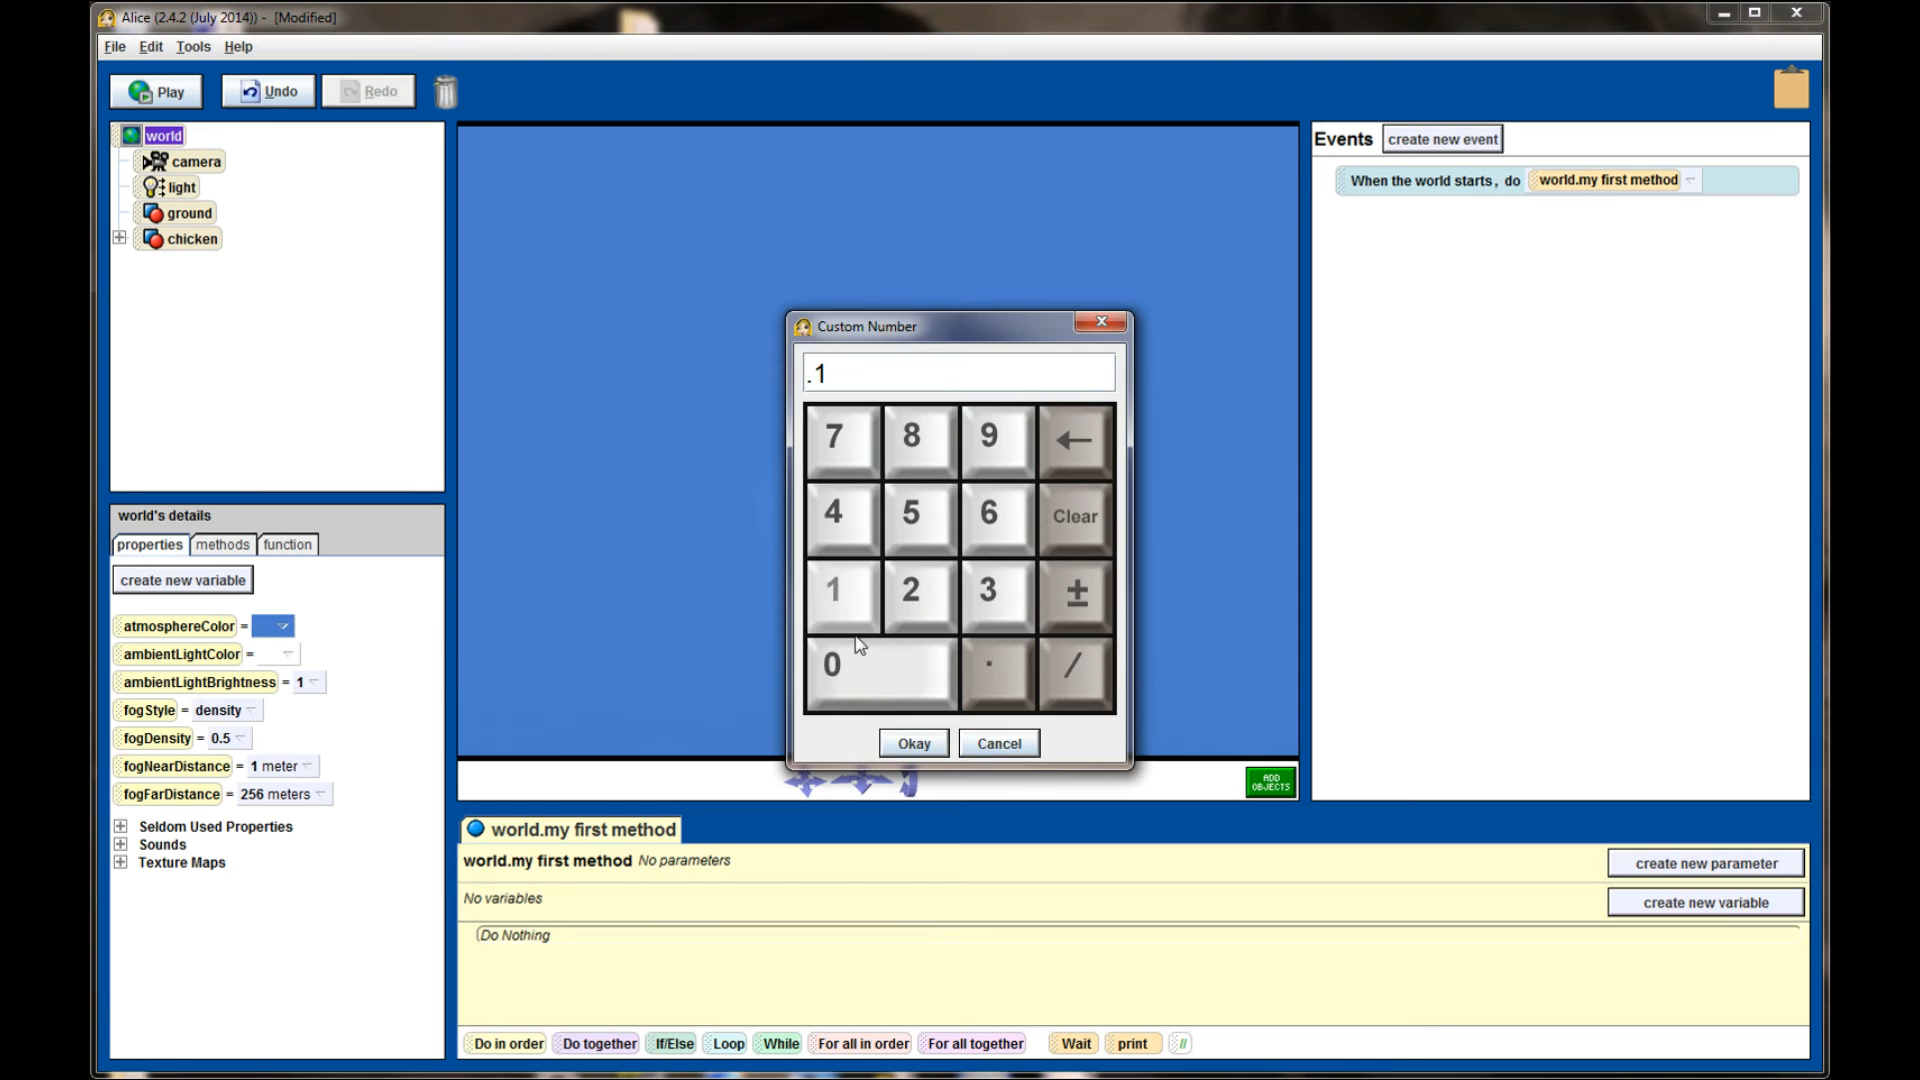 Alice (2.4.2 (July 2014)) - [Modified]
File Edit Tools Help
Play Undo Redo
world
camera
light
ground
chicken
Events create new event
When the world starts, do world.my first method
Custom Number
.1
7 8 9 ←
4 5 6 Clear
1 2 3 ±
0 . /
Okay Cancel
world's details
properties methods function
create new variable
atmosphereColor =
ambientLightColor =
ambientLightBrightness = 1
fogStyle = density
fogDensity = 0.5
fogNearDistance = 1 meter
fogFarDistance = 256 meters
Seldom Used Properties
Sounds
Texture Maps
ADD
OBJECTS
world.my first method
world.my first method No parameters
create new parameter
No variables
create new variable
Do Nothing
Do in order Do together If/Else Loop While For all in order For all together Wait print //